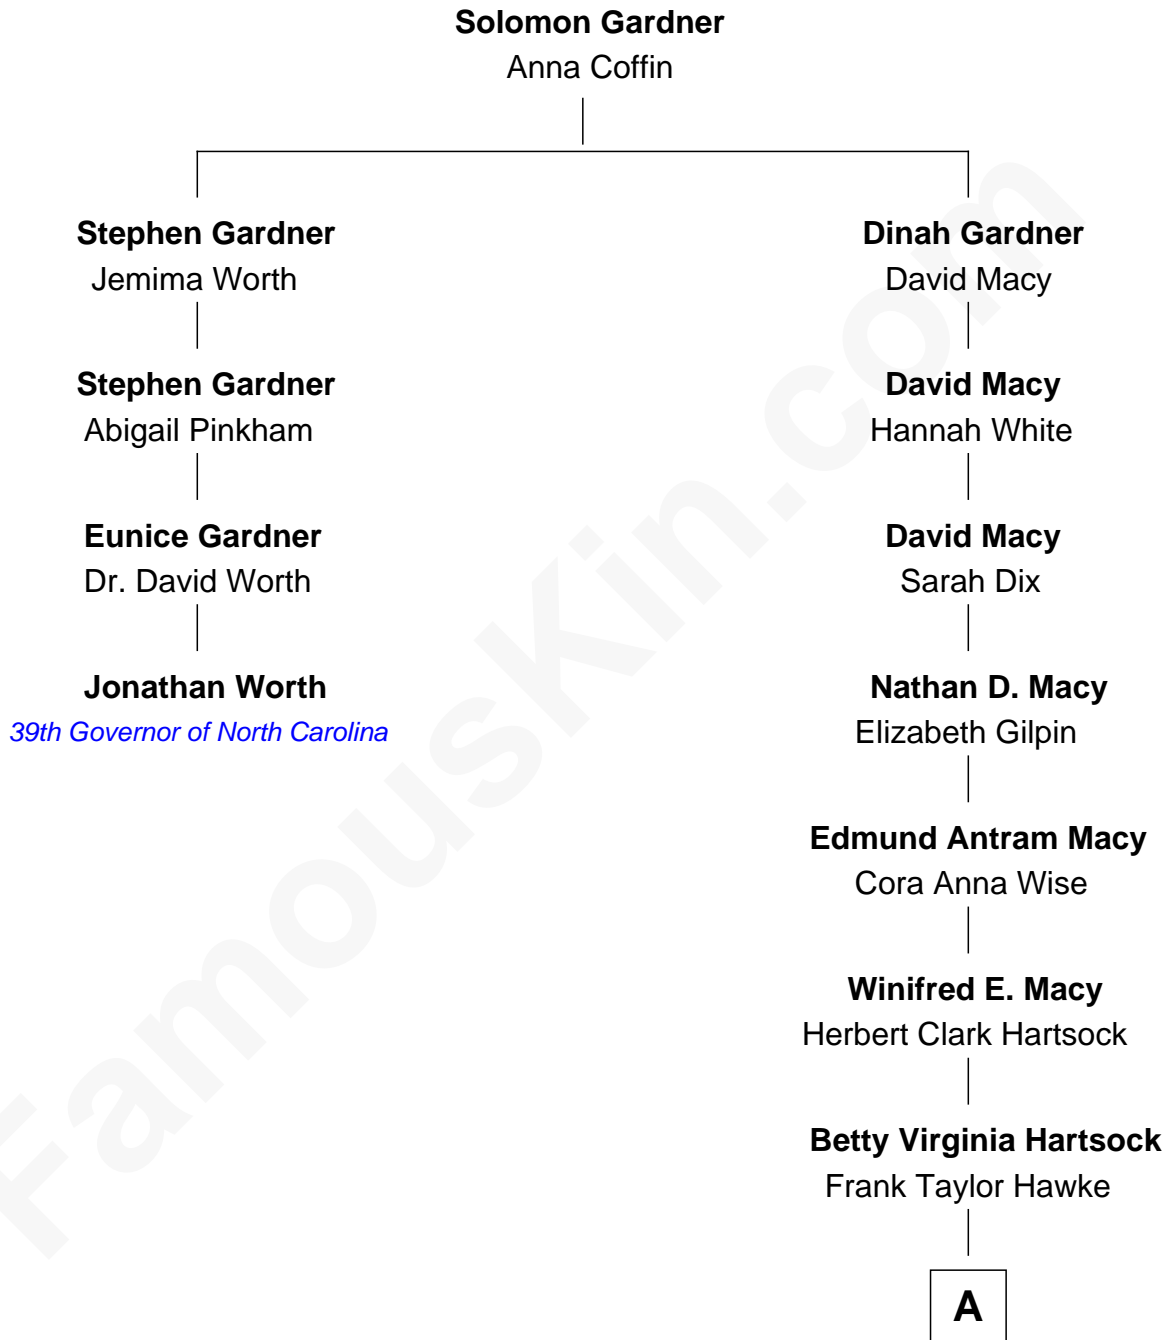 Solomon Gardner
Anna Coffin
Stephen Gardner
Jemima Worth
Dinah Gardner
David Macy
Stephen Gardner
Abigail Pinkham
David Macy
Hannah White
Eunice Gardner
Dr. David Worth
David Macy
Sarah Dix
Jonathan Worth
39th Governor of North Carolina
Nathan D. Macy
Elizabeth Gilpin
Edmund Antram Macy
Cora Anna Wise
Winifred E. Macy
Herbert Clark Hartsock
Betty Virginia Hartsock
Frank Taylor Hawke
A
FamousKin.com